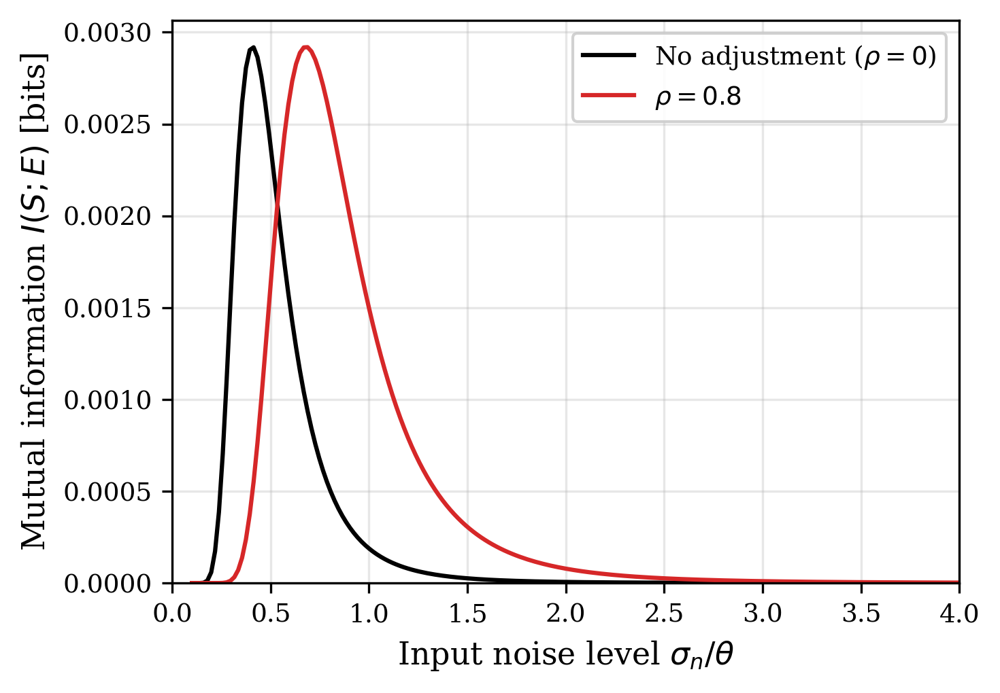 0.0030
0.0025
0.0020
0.0015
0.0010
0.0005
0.0000
Mutual information I(S; E) [bits]
No adjustment (ρ = 0)
ρ = 0.8
0.0 0.5 1.0 1.5 2.0 2.5 3.0 3.5 4.0
Input noise level σₙ/θ